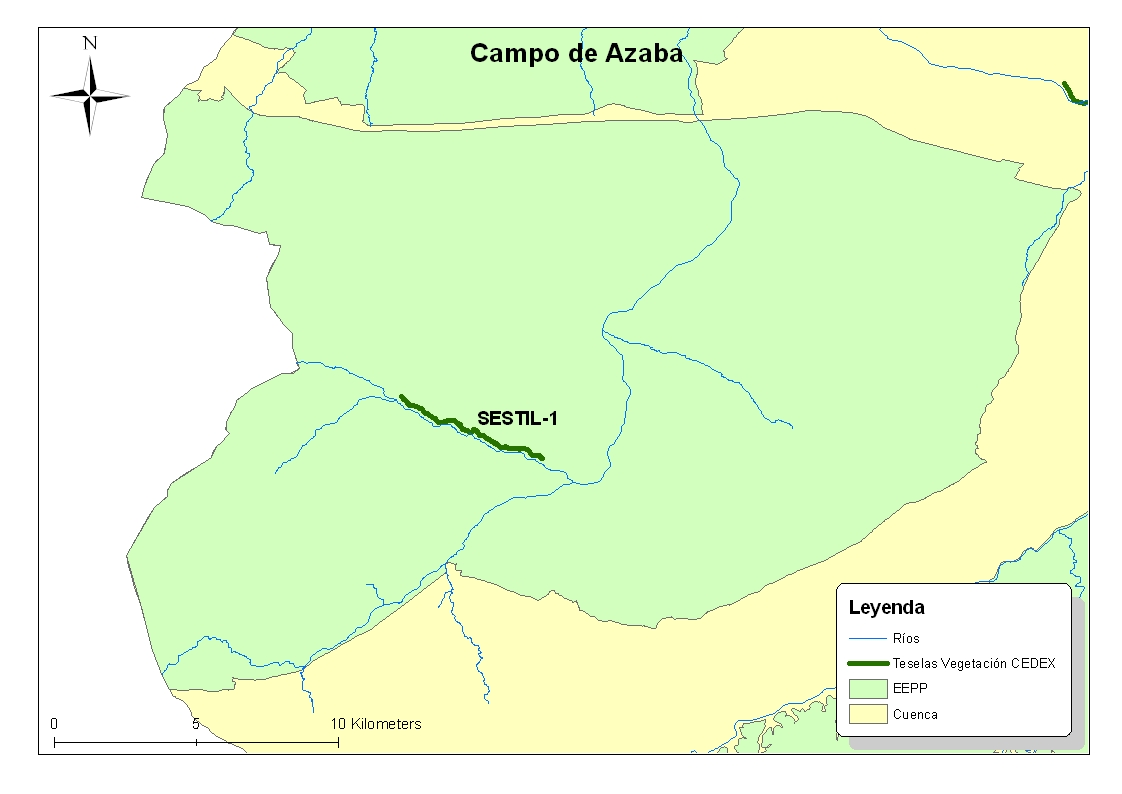 N
Campo de Azaba
SESTIL-1
Leyenda
Ríos
Teselas Vegetación CEDEX
EEPP
Cuenca
0 5 10 Kilometers